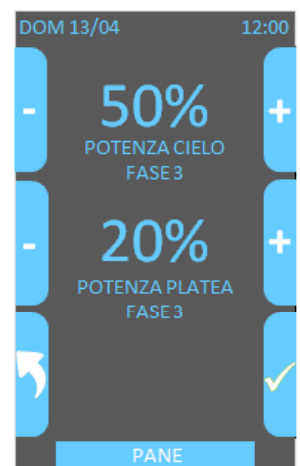 DOM 13/04 12:00
- 50% +
POTENZA CIELO
FASE 3
- 20% +
POTENZA PLATEA
FASE 3
PANE